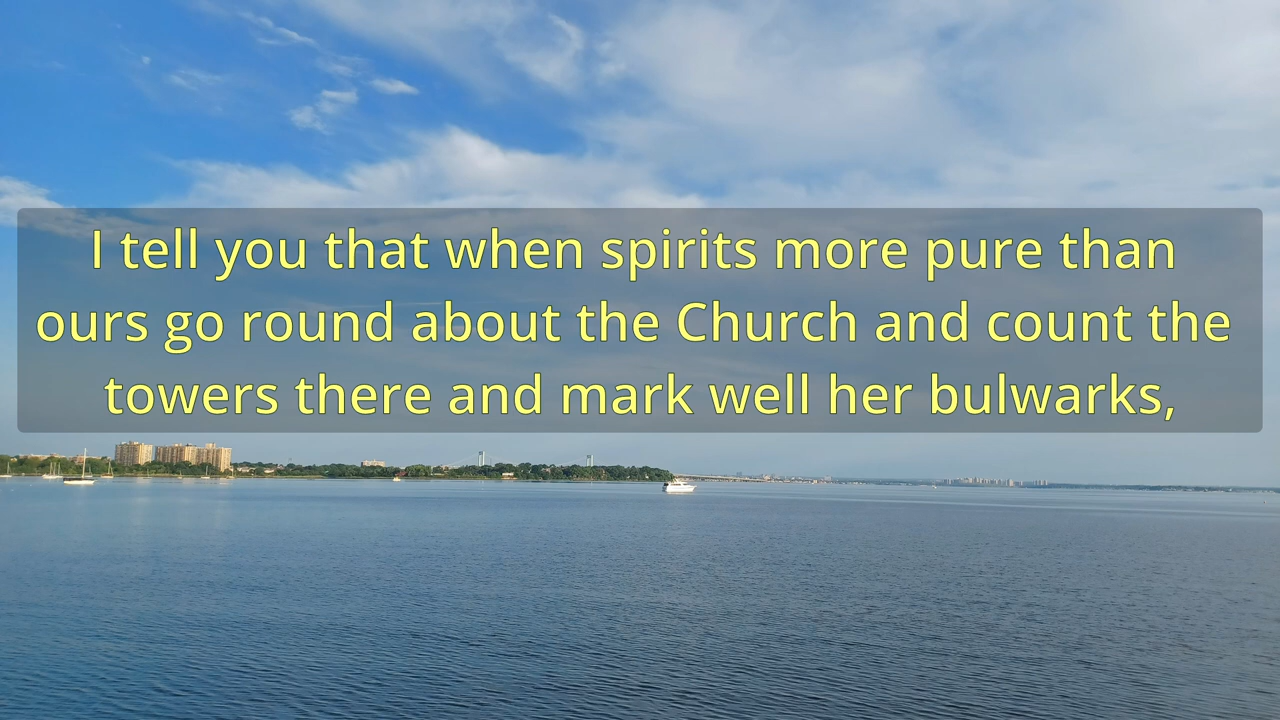 I tell you that when spirits more pure than
ours go round about the Church and count the
towers there and mark well her bulwarks,